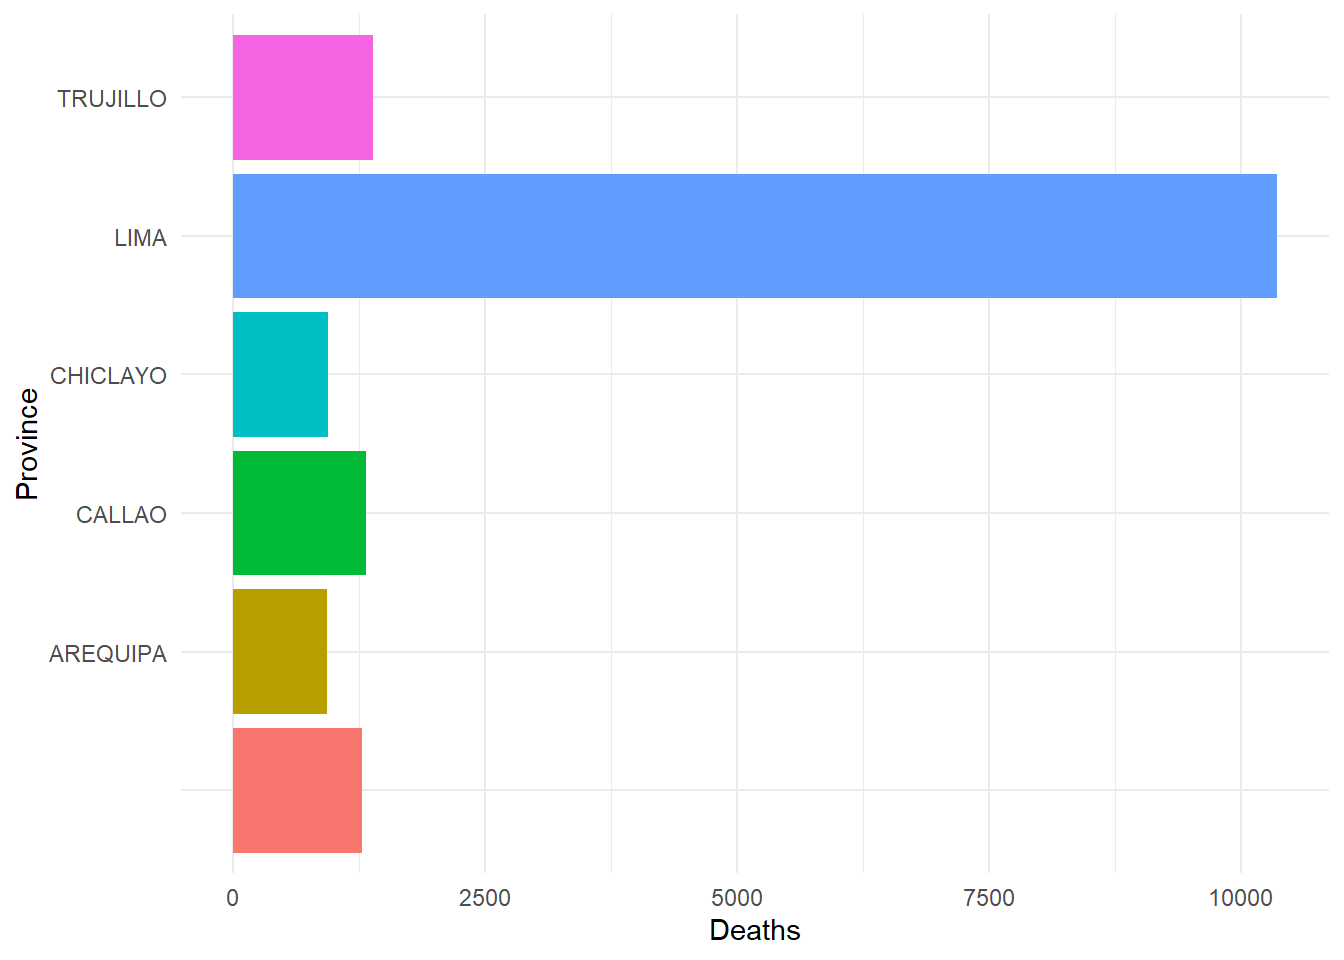 TRUJILLO
LIMA
CHICLAYO
CALLAO
AREQUIPA
Province
0 2500 5000 7500 10000
Deaths